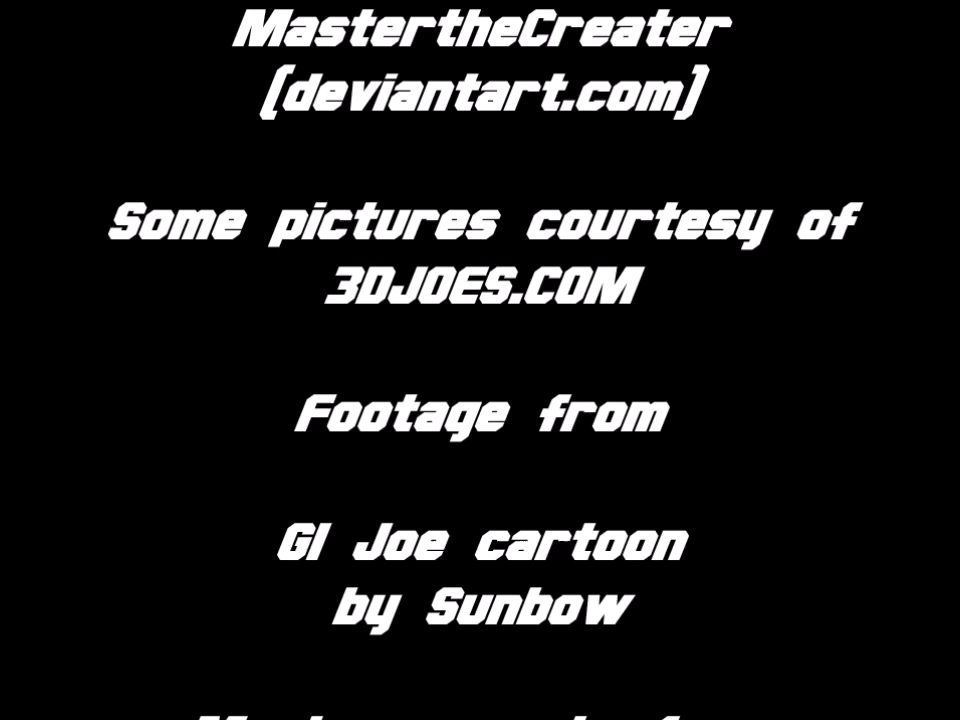 MastertheCreater
(deviantart.com)
Some pictures courtesy of
3DJOES.COM
Footage from
GI Joe cartoon
by Sunbow